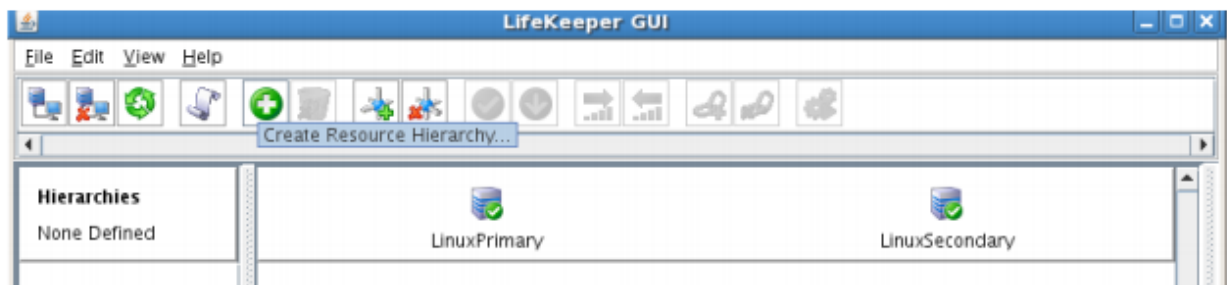 LifeKeeper GUI
File Edit View Help
Create Resource Hierarchy...
Hierarchies
None Defined
LinuxPrimary
LinuxSecondary